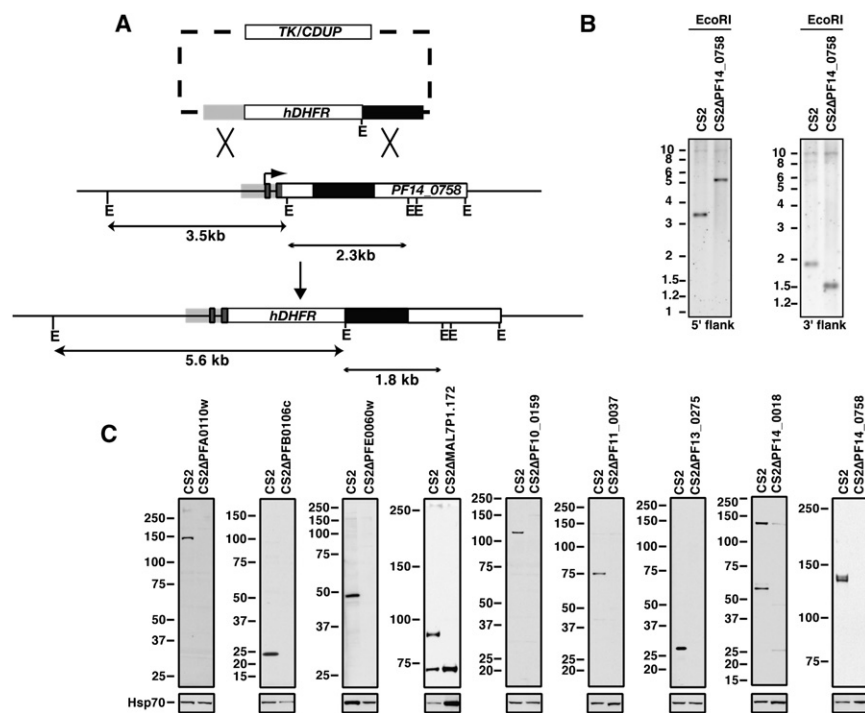 A
TK/CDUP
hDHFR
E
PF14_0758
E E EE E
3.5kb
2.3kb
hDHFR
E E EE E
5.6 kb
1.8 kb
B
EcoRI
CS2
CS2ΔPF14_0758
10
6
5
4
3
2
1.5
1.2
1
5' flank
EcoRI
CS2
CS2ΔPF14_0758
10
6
5
4
3
2
1.5
1.2
3' flank
C
CS2
CS2ΔPFA0110w
250
150
100
75
50
37
25
Hsp70
CS2
CS2ΔPFB0106c
150
100
75
50
37
25
20
15
CS2
CS2ΔPFE0060w
250
150
100
75
50
37
25
CS2
CS2ΔMAL7P1.172
250
150
100
75
CS2
CS2ΔPF10_0159
250
150
100
75
50
37
25
20
CS2
CS2ΔPF11_0037
250
150
100
75
50
37
25
20
CS2
CS2ΔPF13_0275
250
150
100
75
50
37
25
20
CS2
CS2ΔPF14_0018
250
150
100
75
50
37
25
20
15
CS2
CS2ΔPF14_0758
250
150
100
75